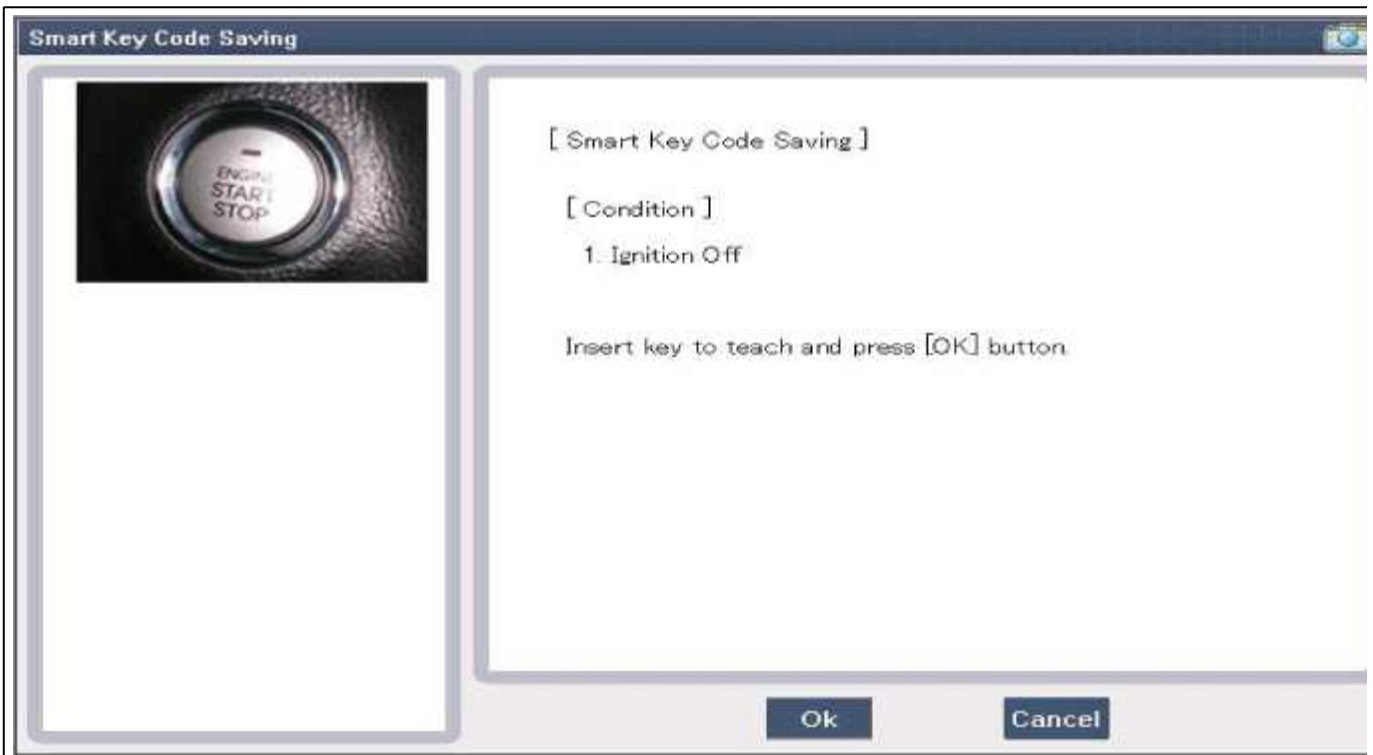 Smart Key Code Saving
ENGINE
START
STOP
[ Smart Key Code Saving ]
[ Condition ]
1. Ignition Off
Insert key to teach and press [OK] button.
Ok
Cancel